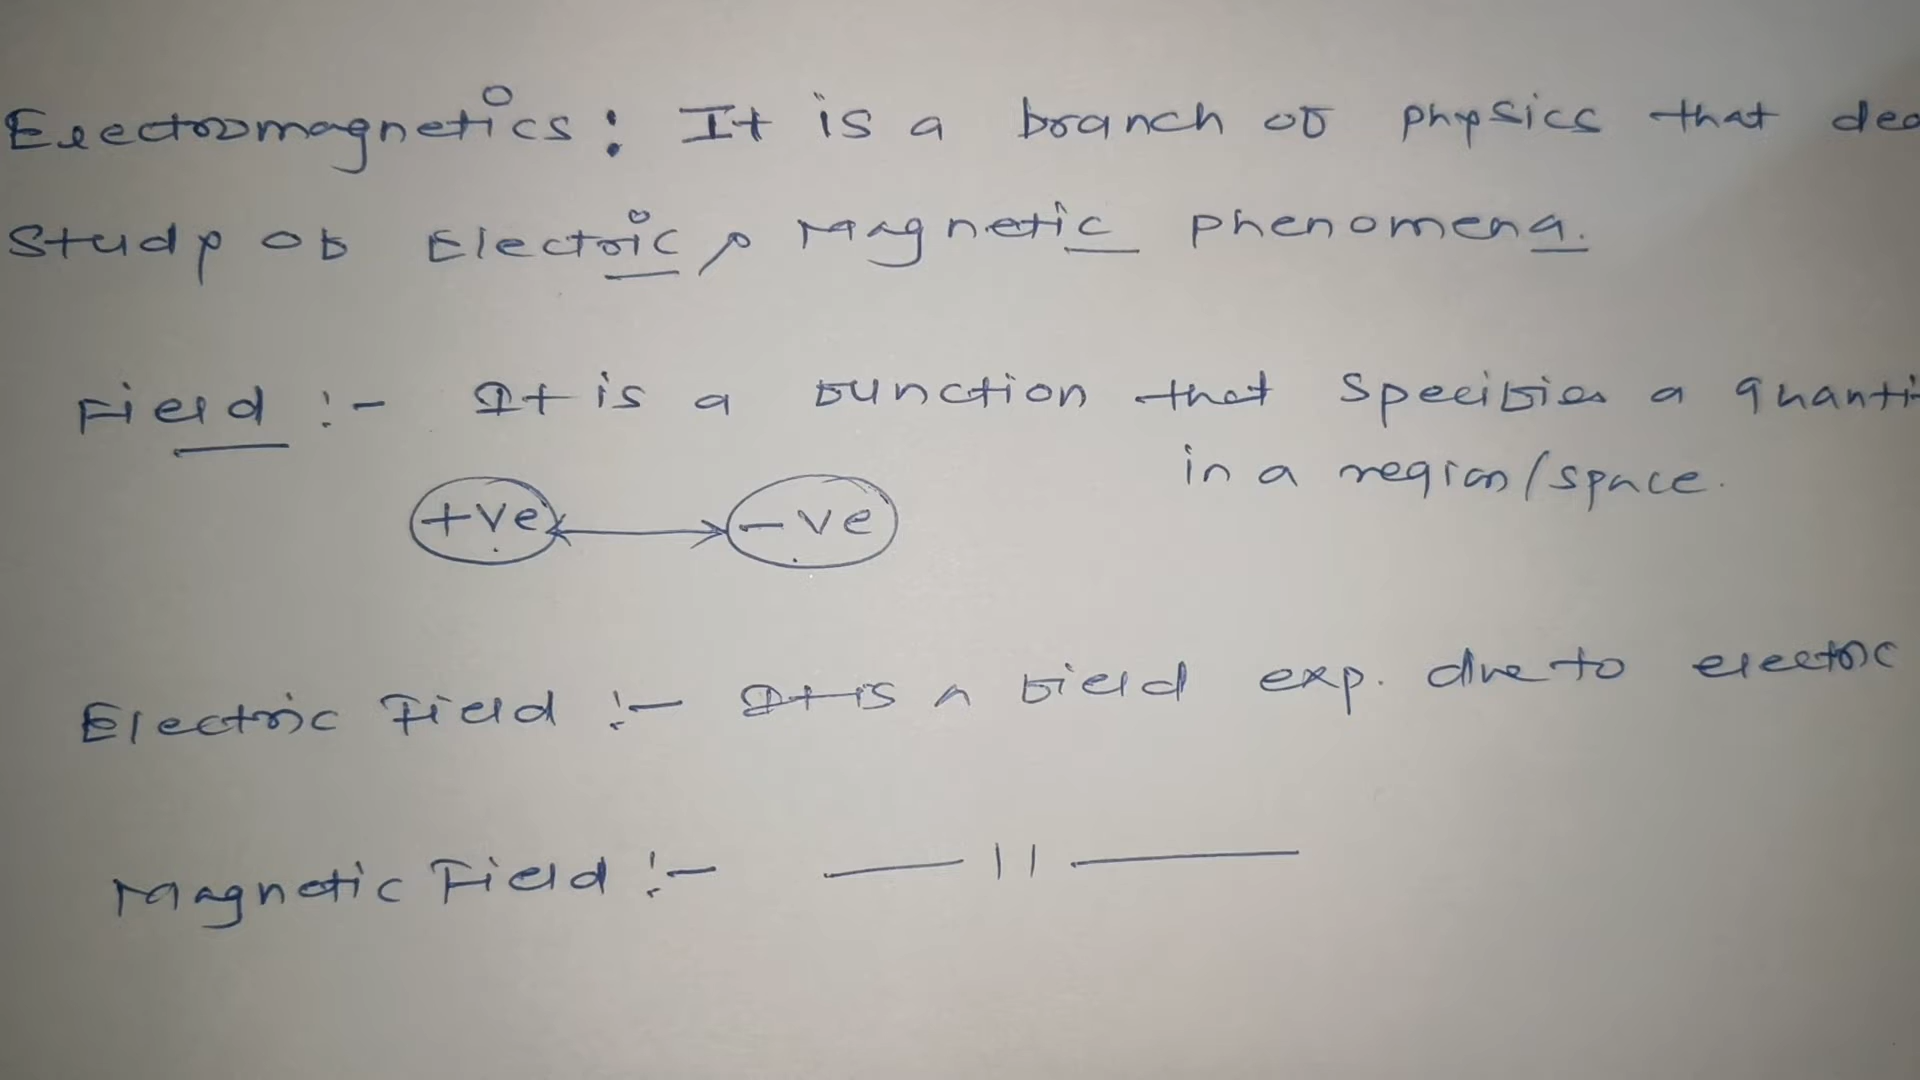 Electromagnetics: It is a branch of physics that dea
Study of Electric, Magnetic phenomena.
Field :- It is a function that specifies a quanti
in a region/space.
+ve -ve
Electric Field :- It is a field exp. due to electric
Magnetic Field :- —— 11 ——